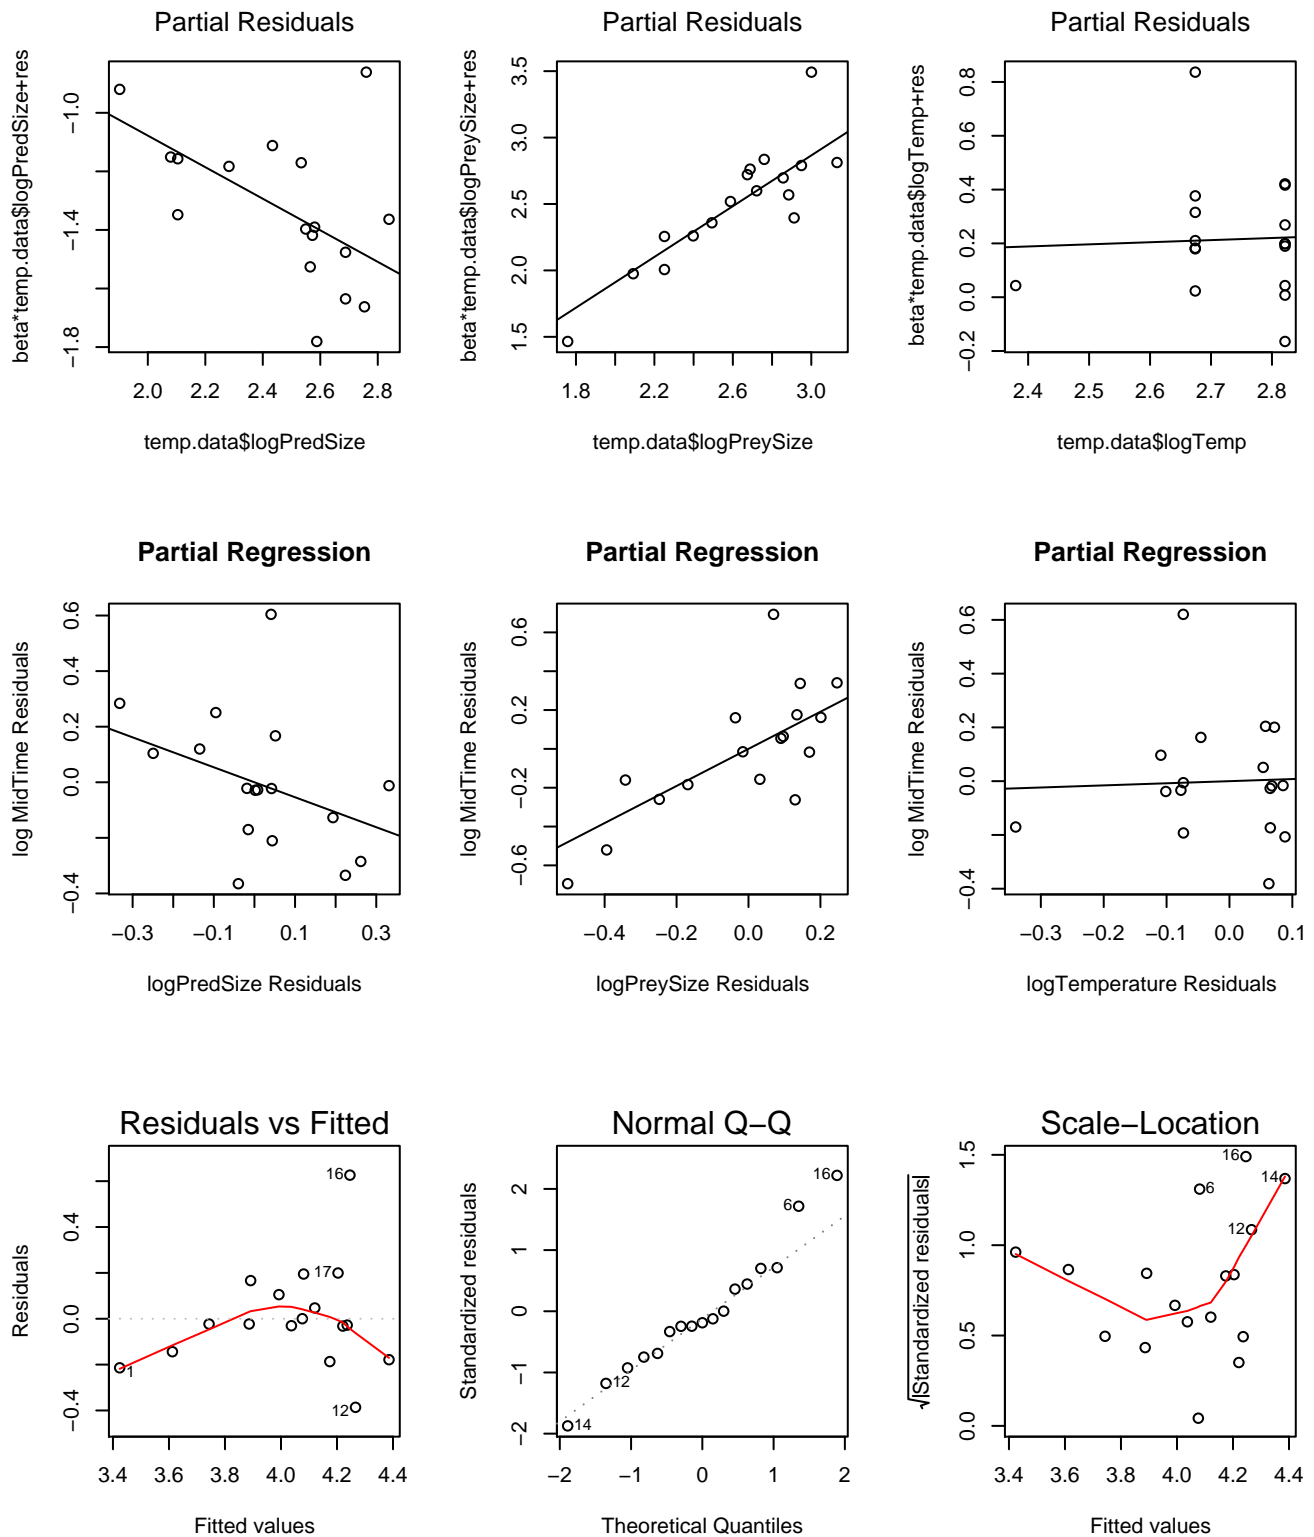 Partial Residuals
beta*temp.data$logPredSize+res
−1.8 −1.4 −1.0
2.0 2.2 2.4 2.6 2.8
temp.data$logPredSize
Partial Residuals
beta*temp.data$logPreySize+res
1.5 2.0 2.5 3.0 3.5
1.8 2.2 2.6 3.0
temp.data$logPreySize
Partial Residuals
beta*temp.data$logTemp+res
−0.2 0.0 0.2 0.4 0.6 0.8
2.4 2.5 2.6 2.7 2.8
temp.data$logTemp
Partial Regression
log MidTime Residuals
−0.4 0.0 0.2 0.4 0.6
−0.3 −0.1 0.1 0.3
logPredSize Residuals
Partial Regression
log MidTime Residuals
−0.6 −0.2 0.2 0.6
−0.4 −0.2 0.0 0.2
logPreySize Residuals
Partial Regression
log MidTime Residuals
−0.4 0.0 0.2 0.4 0.6
−0.3 −0.2 −0.1 0.0 0.1
logTemperature Residuals
Residuals vs Fitted
Residuals
−0.4 0.0 0.4
16
17
1
12
3.4 3.6 3.8 4.0 4.2 4.4
Fitted values
Normal Q−Q
Standardized residuals
−2 −1 0 1 2
16
6
12
14
−2 −1 0 1 2
Theoretical Quantiles
Scale−Location
√|Standardized residuals|
0.0 0.5 1.0 1.5
16
14
6
12
3.4 3.6 3.8 4.0 4.2 4.4
Fitted values